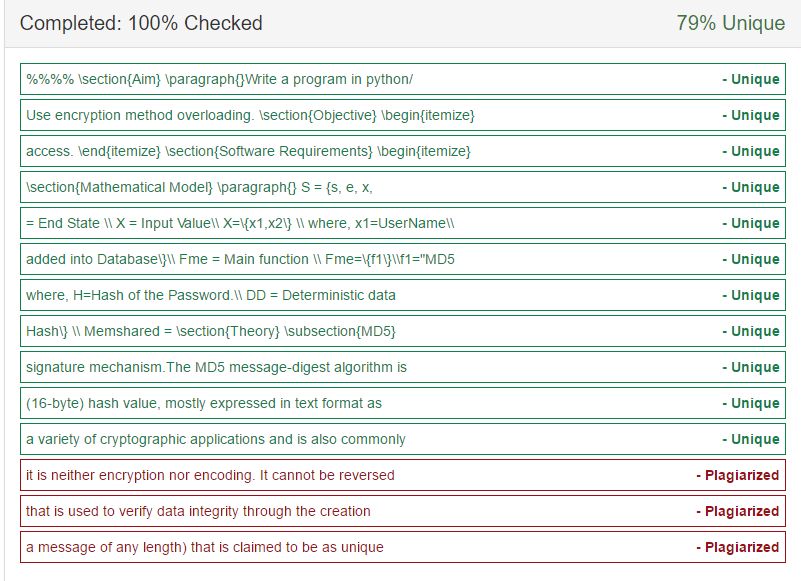 Completed: 100% Checked 79% Unique
%%%% \section{Aim} \paragraph{}Write a program in python/ - Unique
Use encryption method overloading. \section{Objective} \begin{itemize} - Unique
access. \end{itemize} \section{Software Requirements} \begin{itemize} - Unique
\section{Mathematical Model} \paragraph{} S = {s, e, x, - Unique
= End State \\ X = Input Value\\ X=\{x1,x2\} \\ where, x1=UserName\\ - Unique
added into Database\}\\ Fme = Main function \\ Fme=\{f1\}\\f1="MD5 - Unique
where, H=Hash of the Password.\\ DD = Deterministic data - Unique
Hash\} \\ Memshared = \section{Theory} \subsection{MD5} - Unique
signature mechanism.The MD5 message-digest algorithm is - Unique
(16-byte) hash value, mostly expressed in text format as - Unique
a variety of cryptographic applications and is also commonly - Unique
it is neither encryption nor encoding. It cannot be reversed - Plagiarized
that is used to verify data integrity through the creation - Plagiarized
a message of any length) that is claimed to be as unique - Plagiarized